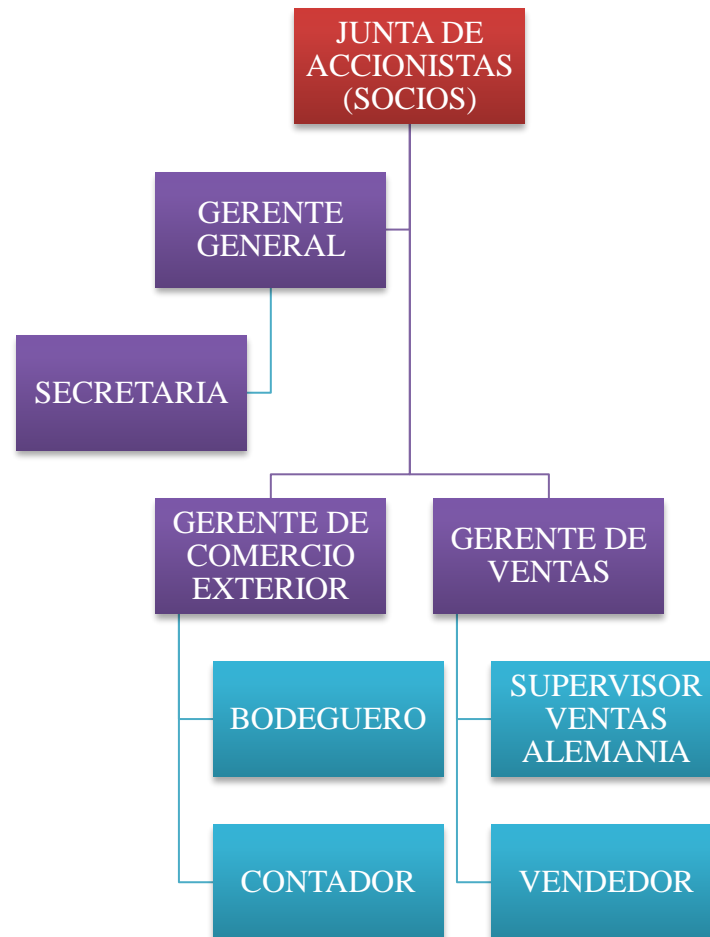 JUNTA DE
ACCIONISTAS
(SOCIOS)
GERENTE
GENERAL
SECRETARIA
GERENTE DE
COMERCIO
EXTERIOR
GERENTE DE
VENTAS
BODEGUERO
SUPERVISOR
VENTAS
ALEMANIA
CONTADOR
VENDEDOR